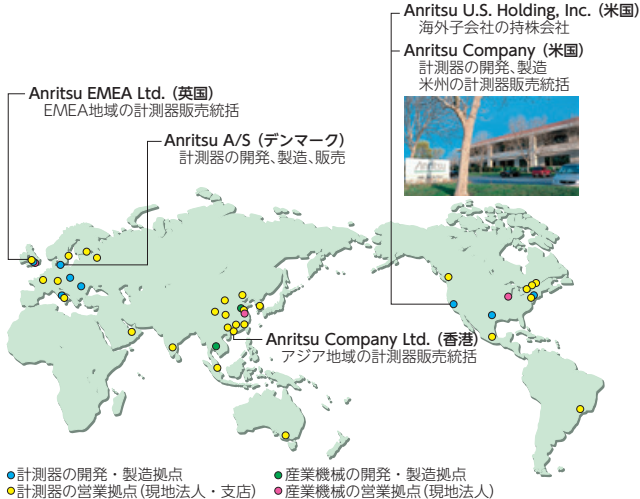 Anritsu U.S. Holding, Inc. (米国)
海外子会社の持株会社
Anritsu Company (米国)
計測器の開発、製造
米州の計測器販売統括
Anritsu EMEA Ltd. (英国)
EMEA地域の計測器販売統括
Anritsu A/S (デンマーク)
計測器の開発、製造、販売
Anritsu
Anritsu Company Ltd. (香港)
アジア地域の計測器販売統括
計測器の開発・製造拠点
産業機械の開発・製造拠点
計測器の営業拠点(現地法人・支店)
産業機械の営業拠点(現地法人)